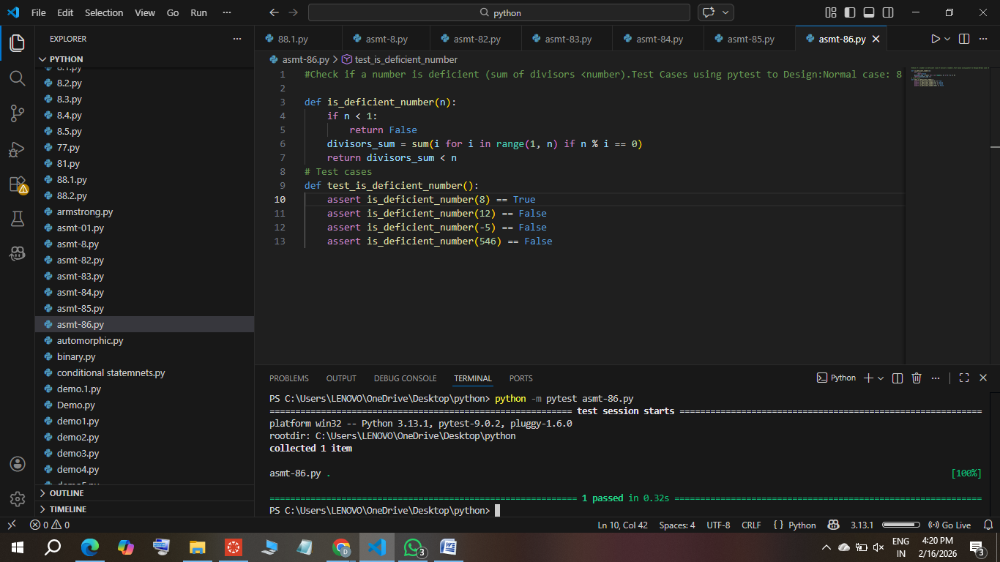 File Edit Selection View Go Run ···
python
EXPLORER ···
PYTHON
8.1.py
8.2.py
8.3.py
8.4.py
8.5.py
77.py
81.py
88.1.py
88.2.py
armstrong.py
asmt-01.py
asmt-8.py
asmt-82.py
asmt-83.py
asmt-84.py
asmt-85.py
asmt-86.py
automorphic.py
binary.py
conditional statemnets.py
demo.1.py
Demo.py
demo1.py
demo2.py
demo3.py
demo4.py
demo5.py
OUTLINE
TIMELINE
88.1.py asmt-8.py asmt-82.py asmt-83.py asmt-84.py asmt-85.py asmt-86.py
asmt-86.py > test_is_deficient_number
1 #Check if a number is deficient (sum of divisors <number).Test Cases using pytest to Design:Normal case: 8
2
3 def is_deficient_number(n):
4 if n < 1:
5 return False
6 divisors_sum = sum(i for i in range(1, n) if n % i == 0)
7 return divisors_sum < n
8 # Test cases
9 def test_is_deficient_number():
10 assert is_deficient_number(8) == True
11 assert is_deficient_number(12) == False
12 assert is_deficient_number(-5) == False
13 assert is_deficient_number(546) == False
PROBLEMS OUTPUT DEBUG CONSOLE TERMINAL PORTS
Python
PS C:\Users\LENOVO\OneDrive\Desktop\python> python -m pytest asmt-86.py
=========================== test session starts ===========================
platform win32 -- Python 3.13.1, pytest-9.0.2, pluggy-1.6.0
rootdir: C:\Users\LENOVO\OneDrive\Desktop\python
collected 1 item
asmt-86.py . [100%]
=========================== 1 passed in 0.32s ===========================
PS C:\Users\LENOVO\OneDrive\Desktop\python>
0 0 Ln 10, Col 42 Spaces: 4 UTF-8 CRLF { } Python 3.13.1 Go Live
D
3
ENG
IN
4:20 PM
2/16/2026
3